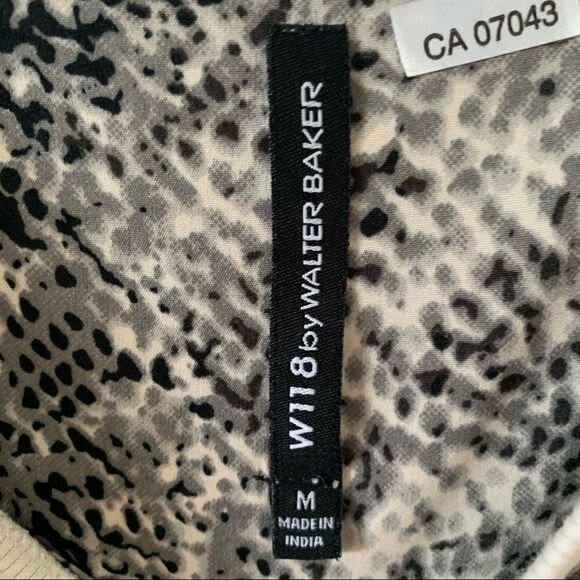 CA 07043
W118 by WALTER BAKER
M
MADE IN
INDIA